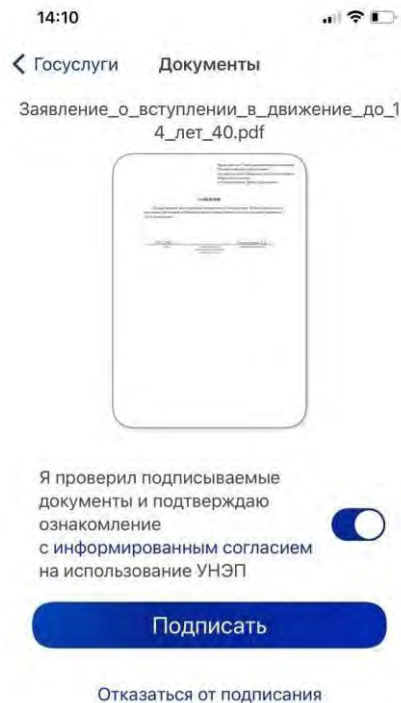 14:10
Госуслуги Документы
Заявление_о_вступлении_в_движение_до_1
4_лет_40.pdf
ЗАЯВЛЕНИЕ
Я проверил подписываемые
документы и подтверждаю
ознакомление
с информированным согласием
на использование УНЭП
Подписать
Отказаться от подписания